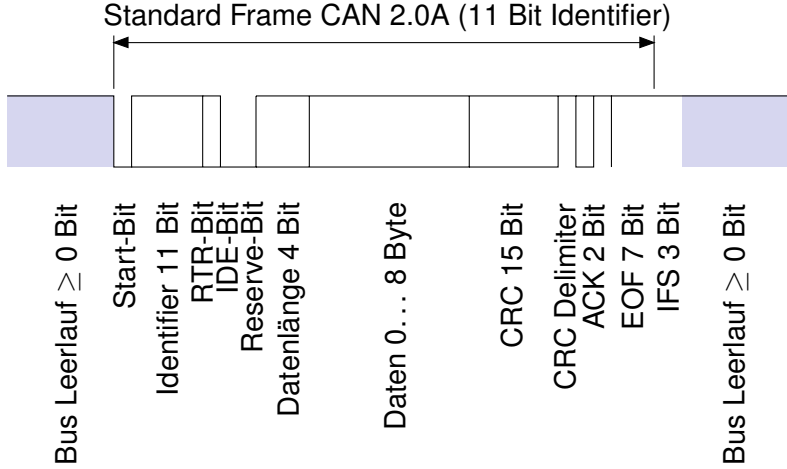 Standard Frame CAN 2.0A (11 Bit Identifier)
Bus Leerlauf ≥ 0 Bit
Start-Bit
Identifier 11 Bit
RTR-Bit
IDE-Bit
Reserve-Bit
Datenlänge 4 Bit
Daten 0... 8 Byte
CRC 15 Bit
CRC Delimiter
ACK 2 Bit
EOF 7 Bit
IFS 3 Bit
Bus Leerlauf ≥ 0 Bit